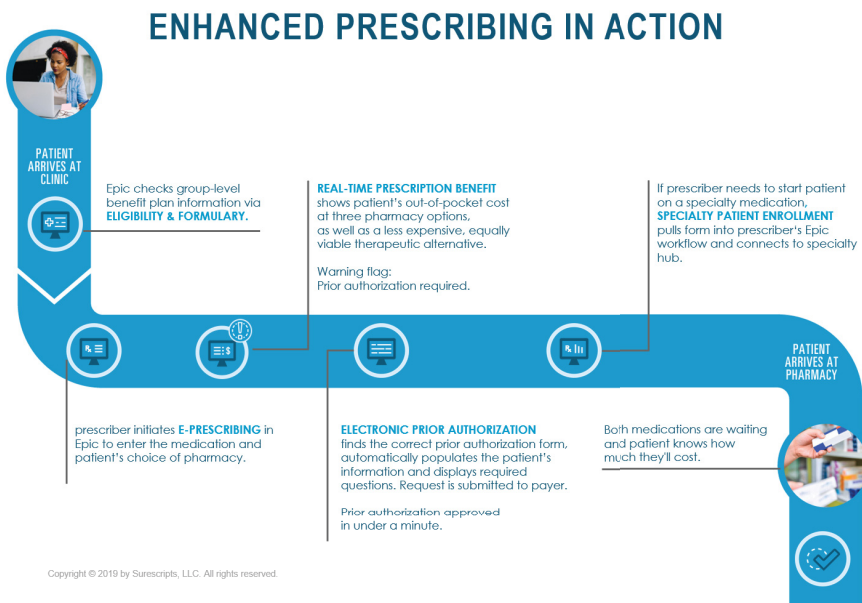 ENHANCED PRESCRIBING IN ACTION
PATIENT
ARRIVES AT
CLINIC
Epic checks group-level
benefit plan information via
ELIGIBILITY & FORMULARY.
prescriber initiates E-PRESCRIBING in
Epic to enter the medication and
patient's choice of pharmacy.
REAL-TIME PRESCRIPTION BENEFIT
shows patient's out-of-pocket cost
at three pharmacy options,
as well as a less expensive, equally
viable therapeutic alternative.
Warning flag:
Prior authorization required.
ELECTRONIC PRIOR AUTHORIZATION
finds the correct prior authorization form,
automatically populates the patient's
information and displays required
questions. Request is submitted to payer.
Prior authorization approved
in under a minute.
If prescriber needs to start patient
on a specialty medication,
SPECIALTY PATIENT ENROLLMENT
pulls form into prescriber's Epic
workflow and connects to specialty
hub.
PATIENT
ARRIVES AT
PHARMACY
Both medications are waiting
and patient knows how
much they'll cost.
Copyright © 2019 by Surescripts, LLC. All rights reserved.